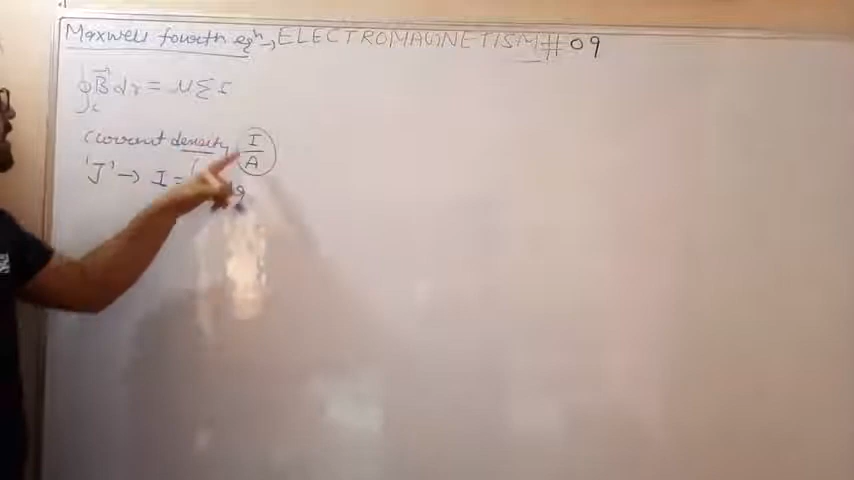 Maxwell fourth eqⁿ → ELECTROMAGNETISM # 09
∮c B⃗ dr = μ Σ I
Current density I/A
'J' → I =